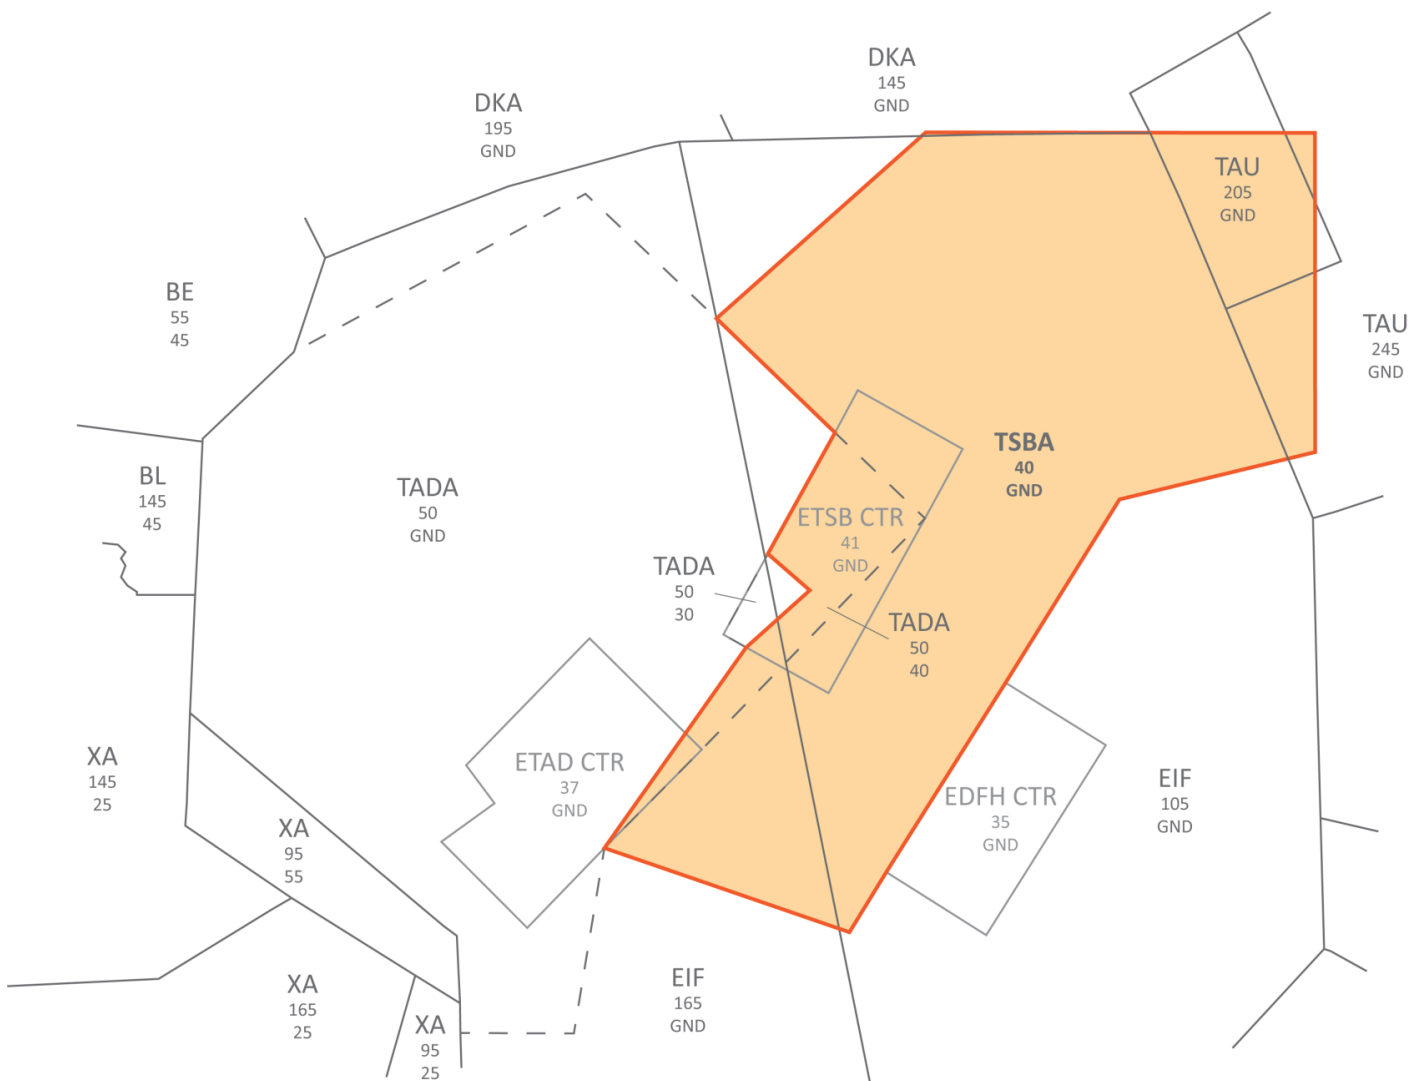 DKA
145
GND
DKA
195
GND
TAU
205
GND
BE
55
45
TAU
245
GND
TSBA
40
GND
BL
145
45
TADA
50
GND
ETSB CTR
41
GND
TADA
50
30
TADA
50
40
XA
145
25
ETAD CTR
37
GND
EIF
105
GND
EDFH CTR
35
GND
XA
95
55
XA
165
25
EIF
165
GND
XA
95
25